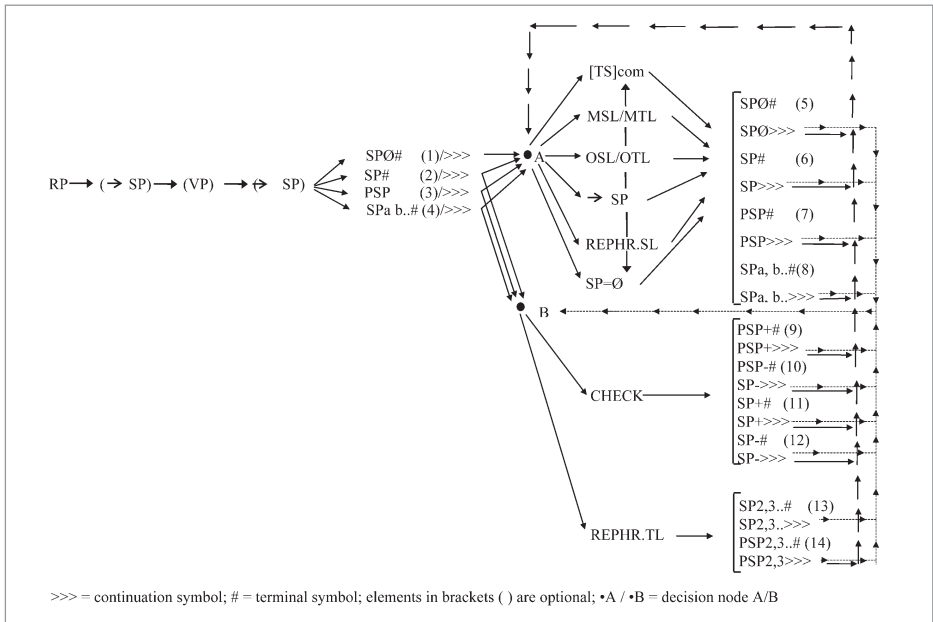 [TS]com
MSL/MTL
OSL/OTL
SP
REPHR.SL
SP=Ø
RP ( SP) (VP) ( SP)
SPØ# (1)/>>>
SP# (2)/>>>
PSP (3)/>>>
SPa b..# (4)/>>>
•A
•B
SPØ# (5)
SPØ>>>
SP# (6)
SP>>>
PSP# (7)
PSP>>>
SPa, b..#(8)
SPa. b..>>>
CHECK
PSP+# (9)
PSP+>>>
PSP-# (10)
SP->>>
SP+# (11)
SP+>>>
SP-# (12)
SP->>>
REPHR.TL
SP2,3..# (13)
SP2,3..>>>
PSP2,3..# (14)
PSP2,3>>>
>>> = continuation symbol; # = terminal symbol; elements in brackets ( ) are optional; •A / •B = decision node A/B